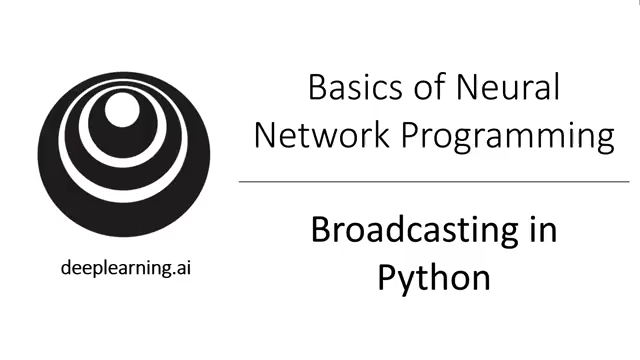 Basics of Neural
Network Programming
Broadcasting in
Python
deeplearning.ai